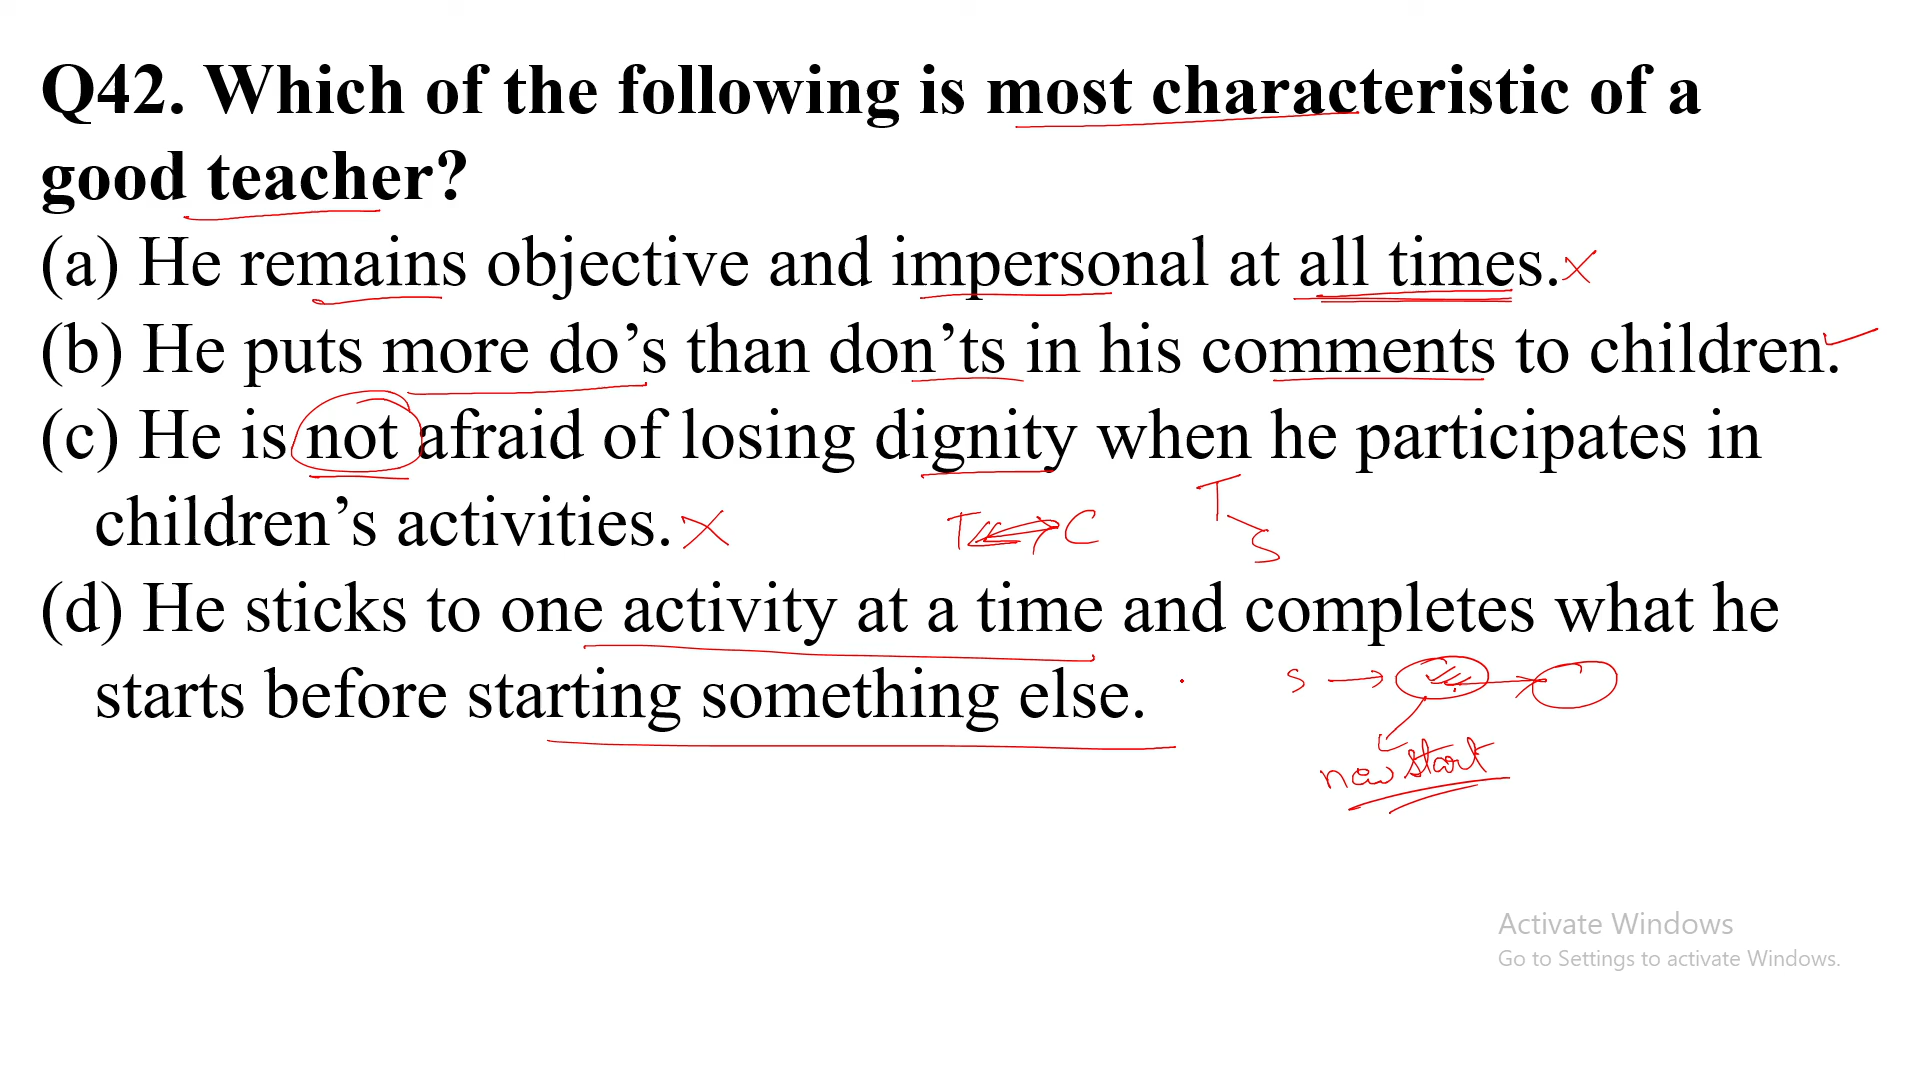 Q42. Which of the following is most characteristic of a
good teacher?
(a) He remains objective and impersonal at all times.
(b) He puts more do’s than don’ts in his comments to children.
(c) He is not afraid of losing dignity when he participates in
children’s activities.
T C
T
S
(d) He sticks to one activity at a time and completes what he
starts before starting something else.
S
new start
Activate Windows
Go to Settings to activate Windows.